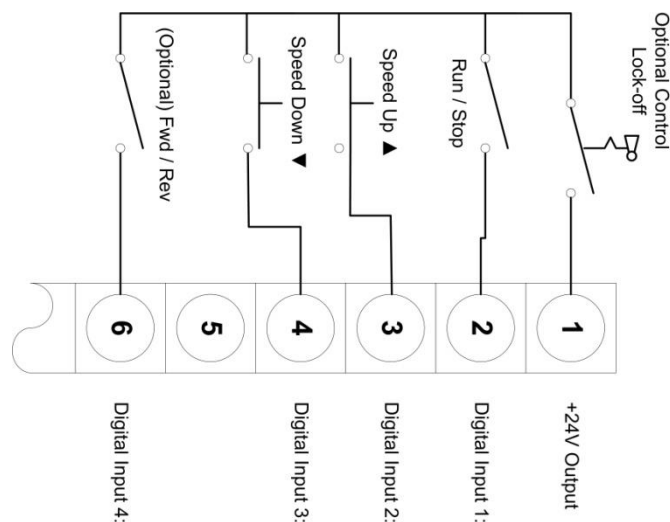 Optional Control
Lock-off
Run / Stop
Speed Up ▲
Speed Down ▼
(Optional) Fwd / Rev
1
2
3
4
5
6
+24V Output
Digital Input 1:
Digital Input 2:
Digital Input 3:
Digital Input 4: